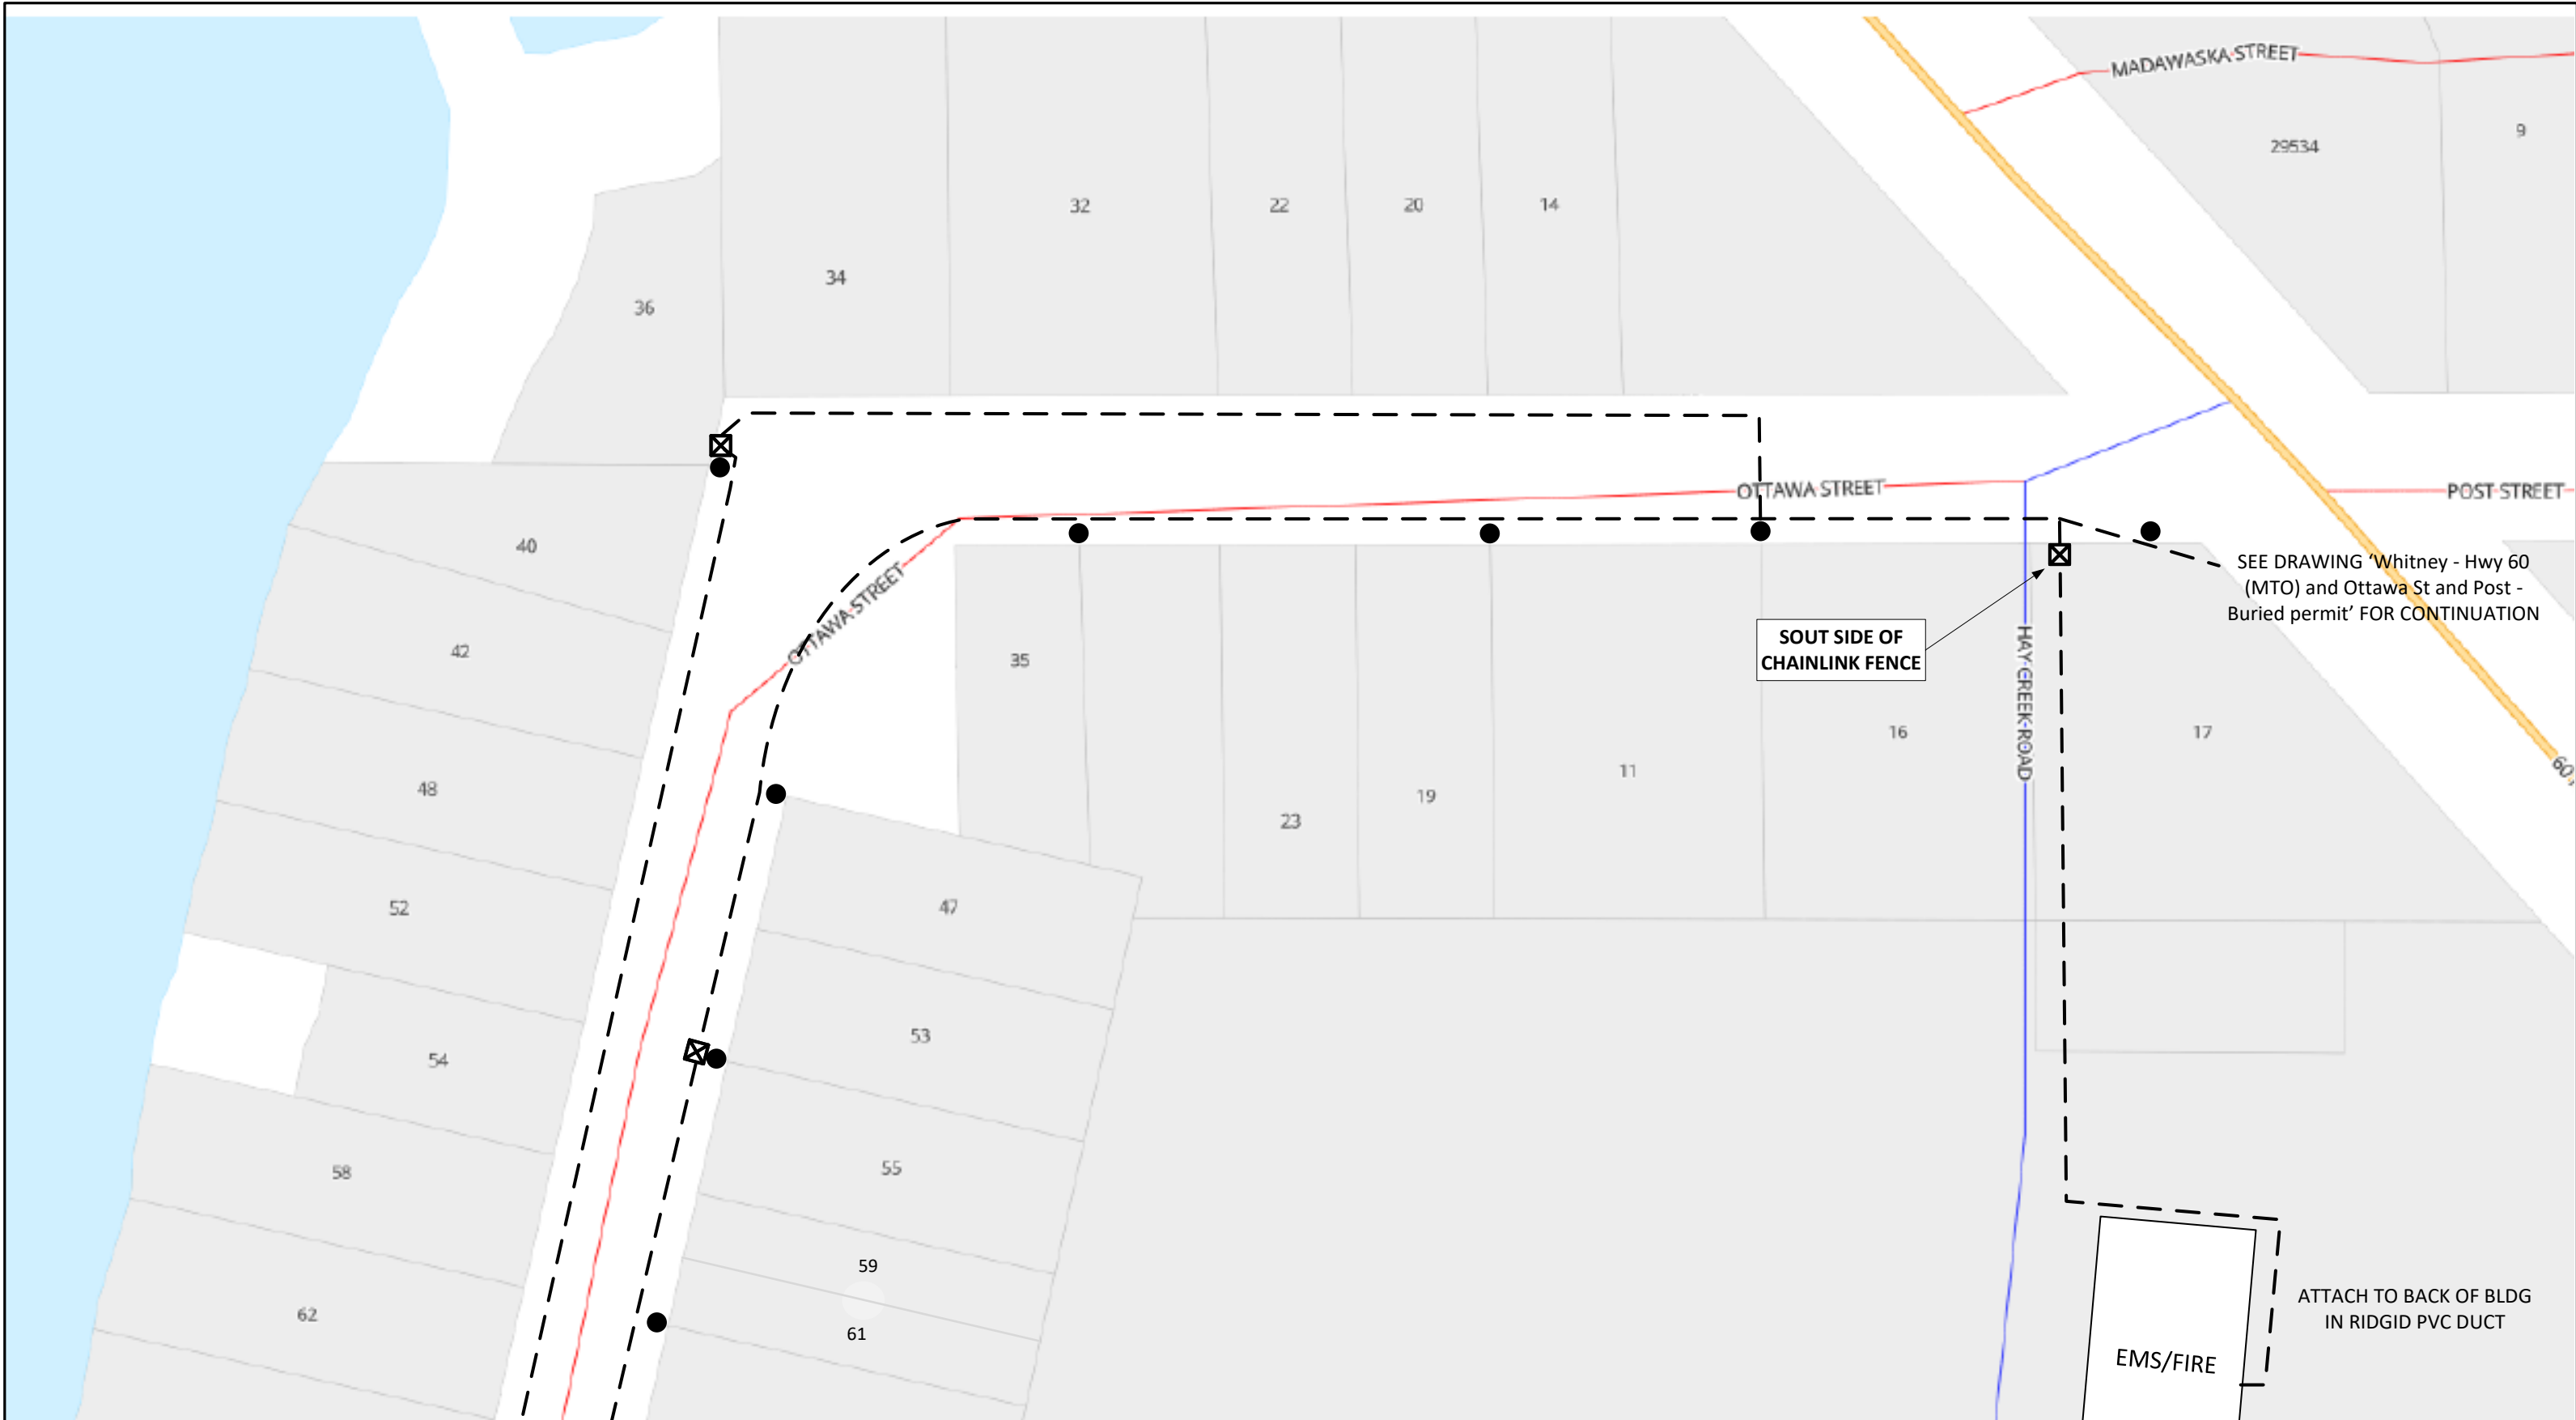 MADAWASKA STREET
9
29534
32
22
20
14
34
36
OTTAWA STREET
POST STREET
40
SEE DRAWING 'Whitney - Hwy 60
(MTO) and Ottawa St and Post -
Buried permit' FOR CONTINUATION
OTTAWA STREET
SOUT SIDE OF
CHAINLINK FENCE
42
35
HAY CREEK ROAD
16
17
60
48
11
19
23
52
47
53
54
55
58
59
62
61
ATTACH TO BACK OF BLDG
IN RIDGID PVC DUCT
EMS/FIRE